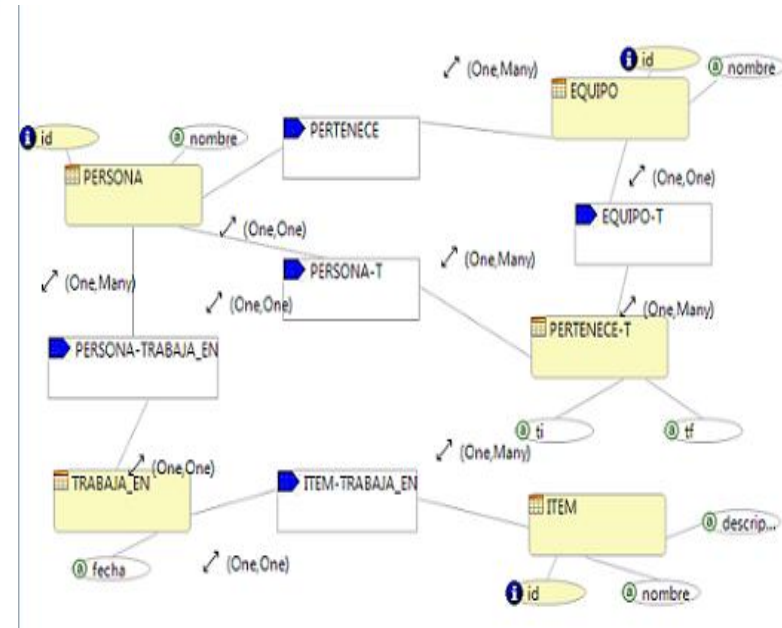 (One,Many)
id
nombre
EQUIPO
id
nombre
PERTENECE
PERSONA
(One,One)
EQUIPO-T
(One,One)
PERSONA-T
(One,Many)
(One,Many)
(One,One)
(One,Many)
PERTENECE-T
PERSONA-TRABAJA_EN
ti
tf
(One,Many)
(One,One)
TRABAJA_EN
ITEM-TRABAJA_EN
ITEM
descrip...
fecha
(One,One)
id
nombre